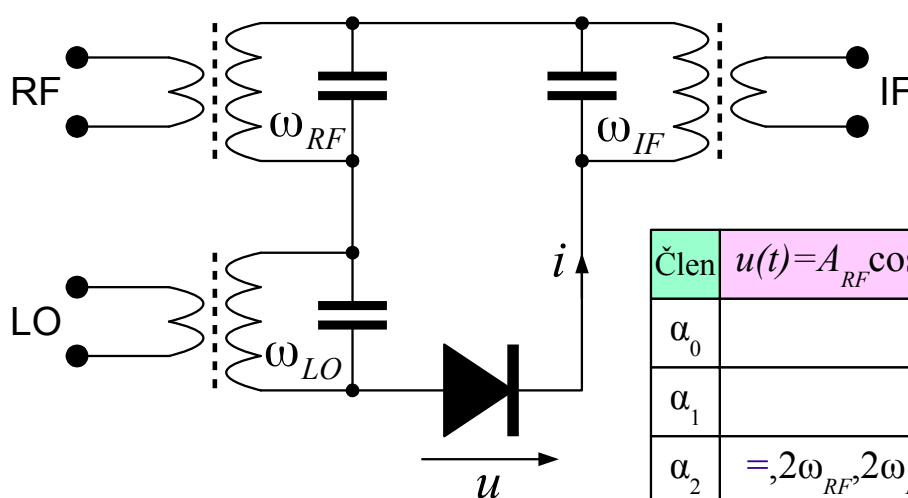 RF
ω_RF
ω_IF
IF
LO
ω_LO
i
u
Člen u(t)=A_RF cos
α_0
α_1
α_2 =,2ω_RF,2ω